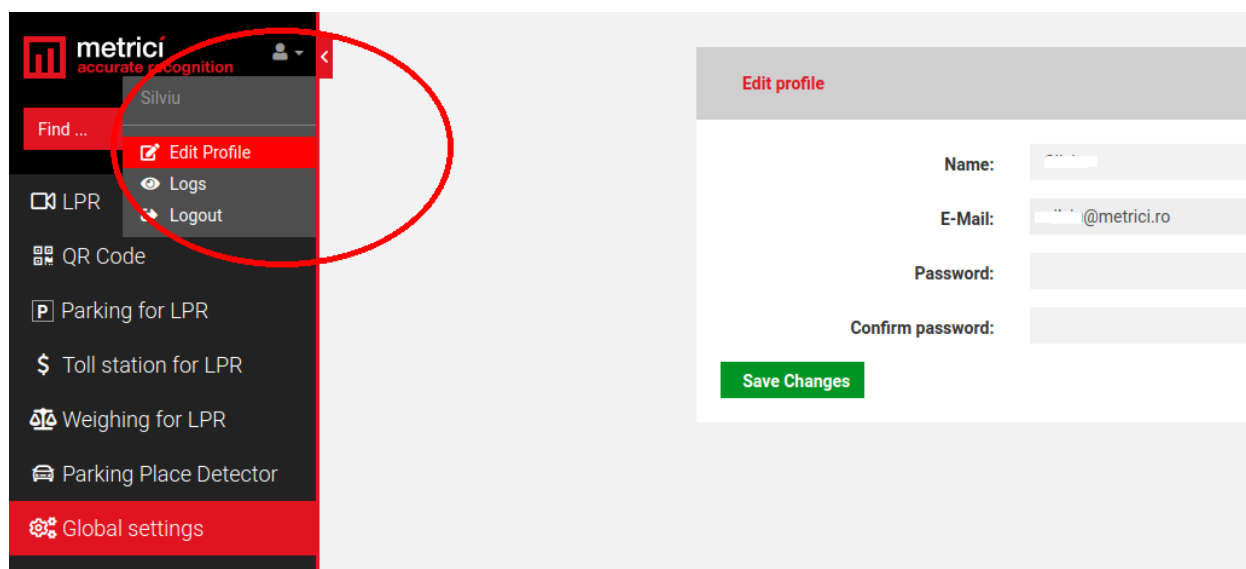 metrici
accurate recognition
Silviu
Find ...
Edit Profile
Logs
Logout
LPR
QR Code
P Parking for LPR
$ Toll station for LPR
Weighing for LPR
Parking Place Detector
Global settings
Edit profile
Name:
E-Mail: @metrici.ro
Password:
Confirm password:
Save Changes